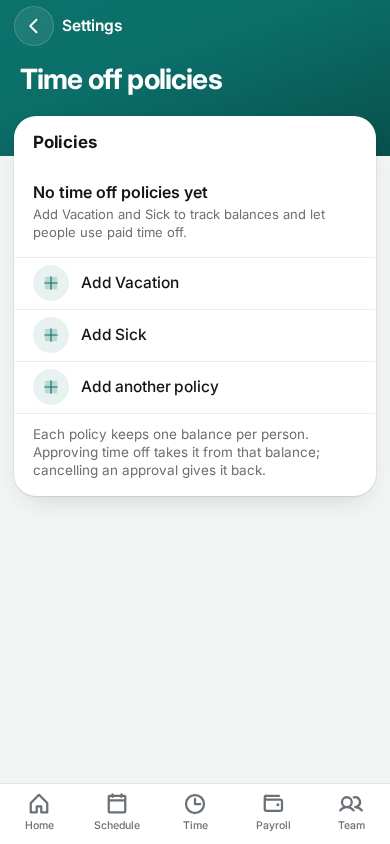 Settings
Time off policies
Policies
No time off policies yet
Add Vacation and Sick to track balances and let
people use paid time off.
Add Vacation
Add Sick
Add another policy
Each policy keeps one balance per person.
Approving time off takes it from that balance;
cancelling an approval gives it back.
Home
Schedule
Time
Payroll
Team